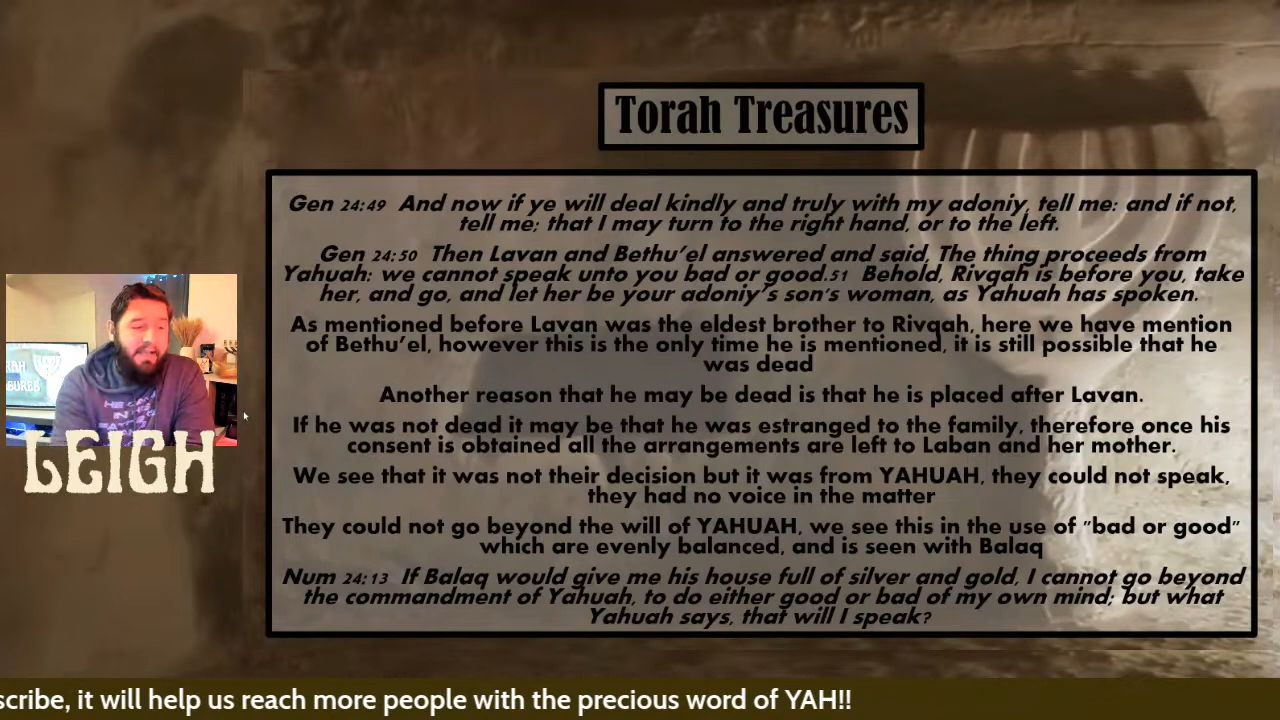 Torah Treasures
Gen 24:49 And now if ye will deal kindly and truly with my adoniy, tell me: and if not,
tell me; that I may turn to the right hand, or to the left.
Gen 24:50 Then Lavan and Bethu'el answered and said, The thing proceeds from
Yahuah: we cannot speak unto you bad or good.51 Behold, Rivqah is before you, take
her, and go, and let her be your adoniy's son's woman, as Yahuah has spoken.
As mentioned before Lavan was the eldest brother to Rivqah, here we have mention
of Bethu'el, however this is the only time he is mentioned, it is still possible that he
was dead
Another reason that he may be dead is that he is placed after Lavan.
If he was not dead it may be that he was estranged to the family, therefore once his
consent is obtained all the arrangements are left to Laban and her mother.
We see that it was not their decision but it was from YAHUAH, they could not speak,
they had no voice in the matter
They could not go beyond the will of YAHUAH, we see this in the use of "bad or good"
which are evenly balanced, and is seen with Balaq
Num 24:13 If Balaq would give me his house full of silver and gold, I cannot go beyond
the commandment of Yahuah, to do either good or bad of my own mind; but what
Yahuah says, that will I speak?
LEIGH
scribe, it will help us reach more people with the precious word of YAH!!